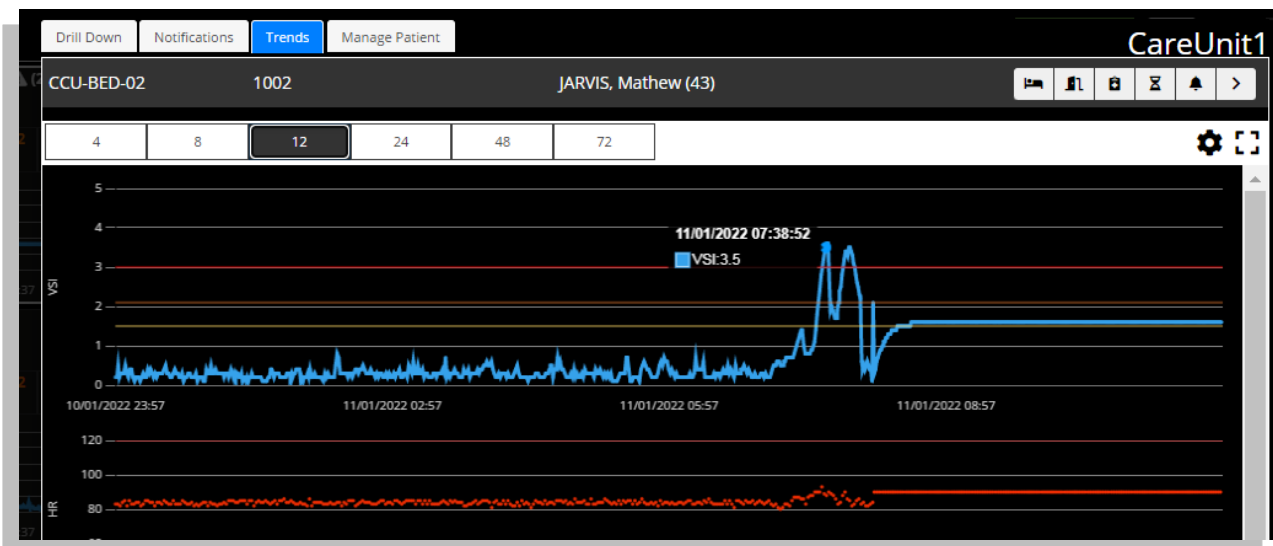 Drill Down Notifications Trends Manage Patient
CareUnit1
CCU-BED-02 1002 JARVIS, Mathew (43)
4 8 12 24 48 72
5
4
11/01/2022 07:38:52
VSI:3.5
3
VSI
2
1
0
10/01/2022 23:57 11/01/2022 02:57 11/01/2022 05:57 11/01/2022 08:57
120
100
HR
80
:37